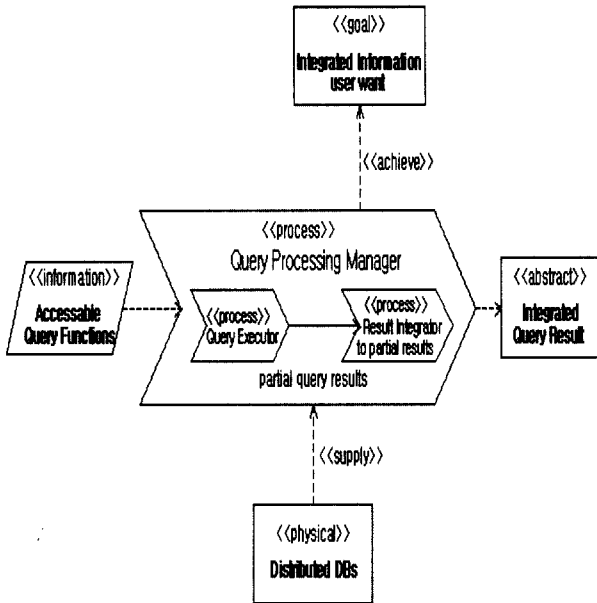 <<goal>>
Integrated Information
user want
<<achieve>>
<<process>>
Query Processing Manager
<<information>>
Accessable
Query Functions
<<process>>
Query Executor
<<process>>
Result Integrator
to partial results
partial query results
<<abstract>>
Integrated
Query Result
<<supply>>
<<physical>>
Distributed DBs